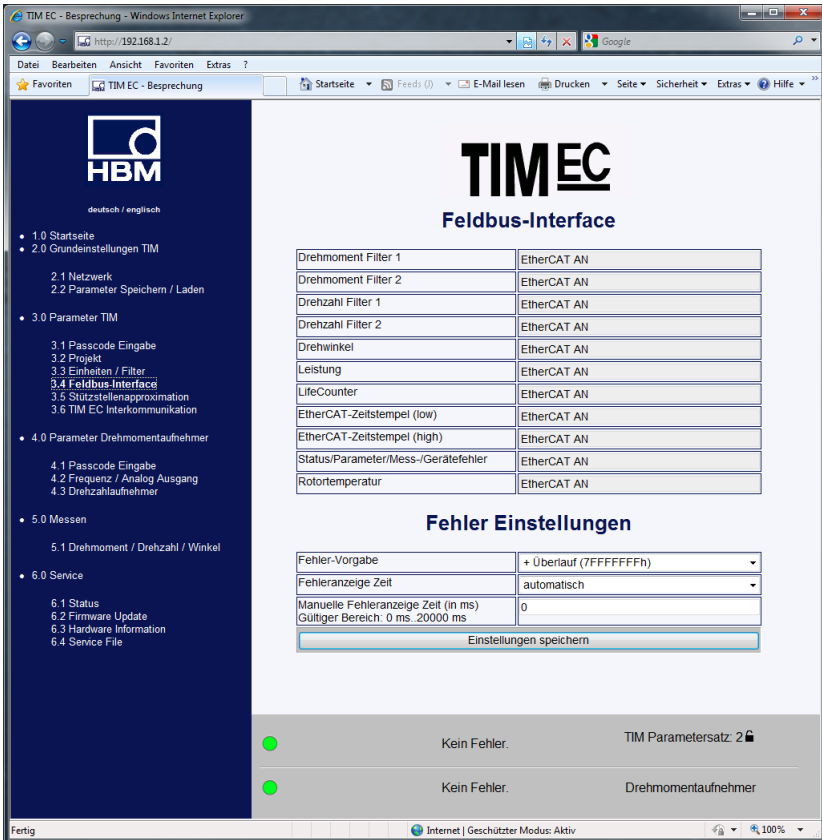 TIM EC - Besprechung - Windows Internet Explorer
http://192.168.1.2/
Google
Datei Bearbeiten Ansicht Favoriten Extras ?
Favoriten TIM EC - Besprechung Startseite Feeds (J) E-Mail lesen Drucken Seite Sicherheit Extras Hilfe
HBM
deutsch / englisch
1.0 Startseite
2.0 Grundeinstellungen TIM
2.1 Netzwerk
2.2 Parameter Speichern / Laden
3.0 Parameter TIM
3.1 Passcode Eingabe
3.2 Projekt
3.3 Einheiten / Filter
3.4 Feldbus-Interface
3.5 Stützstellenapproximation
3.6 TIM EC Interkommunikation
4.0 Parameter Drehmomentaufnehmer
4.1 Passcode Eingabe
4.2 Frequenz / Analog Ausgang
4.3 Drehzahlaufnehmer
5.0 Messen
5.1 Drehmoment / Drehzahl / Winkel
6.0 Service
6.1 Status
6.2 Firmware Update
6.3 Hardware Information
6.4 Service File
TIM EC
Feldbus-Interface
Drehmoment Filter 1 EtherCAT AN
Drehmoment Filter 2 EtherCAT AN
Drehzahl Filter 1 EtherCAT AN
Drehzahl Filter 2 EtherCAT AN
Drehwinkel EtherCAT AN
Leistung EtherCAT AN
LifeCounter EtherCAT AN
EtherCAT-Zeitstempel (low) EtherCAT AN
EtherCAT-Zeitstempel (high) EtherCAT AN
Status/Parameter/Mess-/Gerätefehler EtherCAT AN
Rotortemperatur EtherCAT AN
Fehler Einstellungen
Fehler-Vorgabe + Überlauf (7FFFFFFFh)
Fehleranzeige Zeit automatisch
Manuelle Fehleranzeige Zeit (in ms) 0
Gültiger Bereich: 0 ms..20000 ms
Einstellungen speichern
Kein Fehler. TIM Parametersatz: 2
Kein Fehler. Drehmomentaufnehmer
Fertig Internet | Geschützter Modus: Aktiv 100%